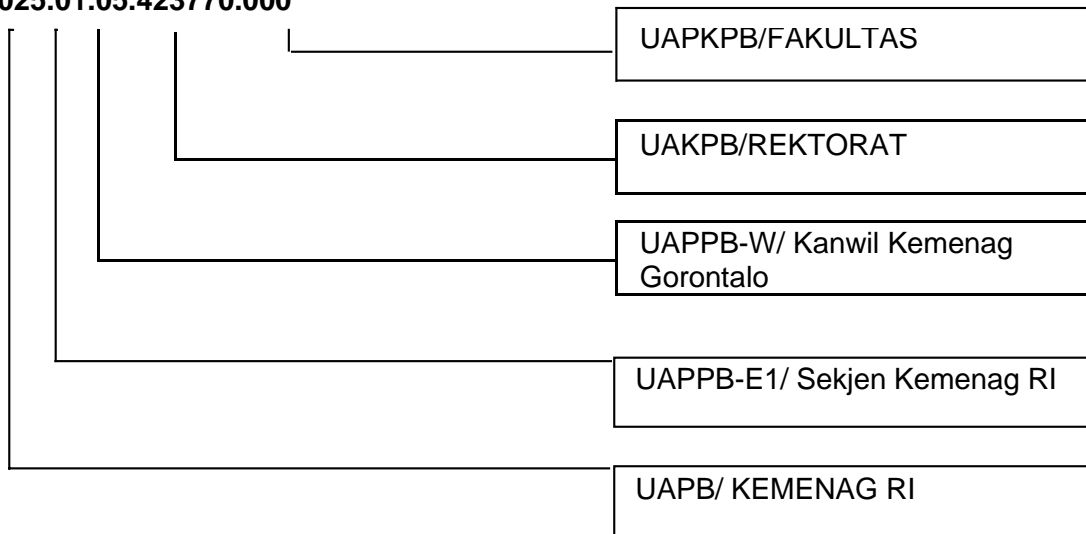 025.01.05.423770.000
UAPKPB/FAKULTAS
UAKPB/REKTORAT
UAPPB-W/ Kanwil Kemenag
Gorontalo
UAPPB-E1/ Sekjen Kemenag RI
UAPB/ KEMENAG RI